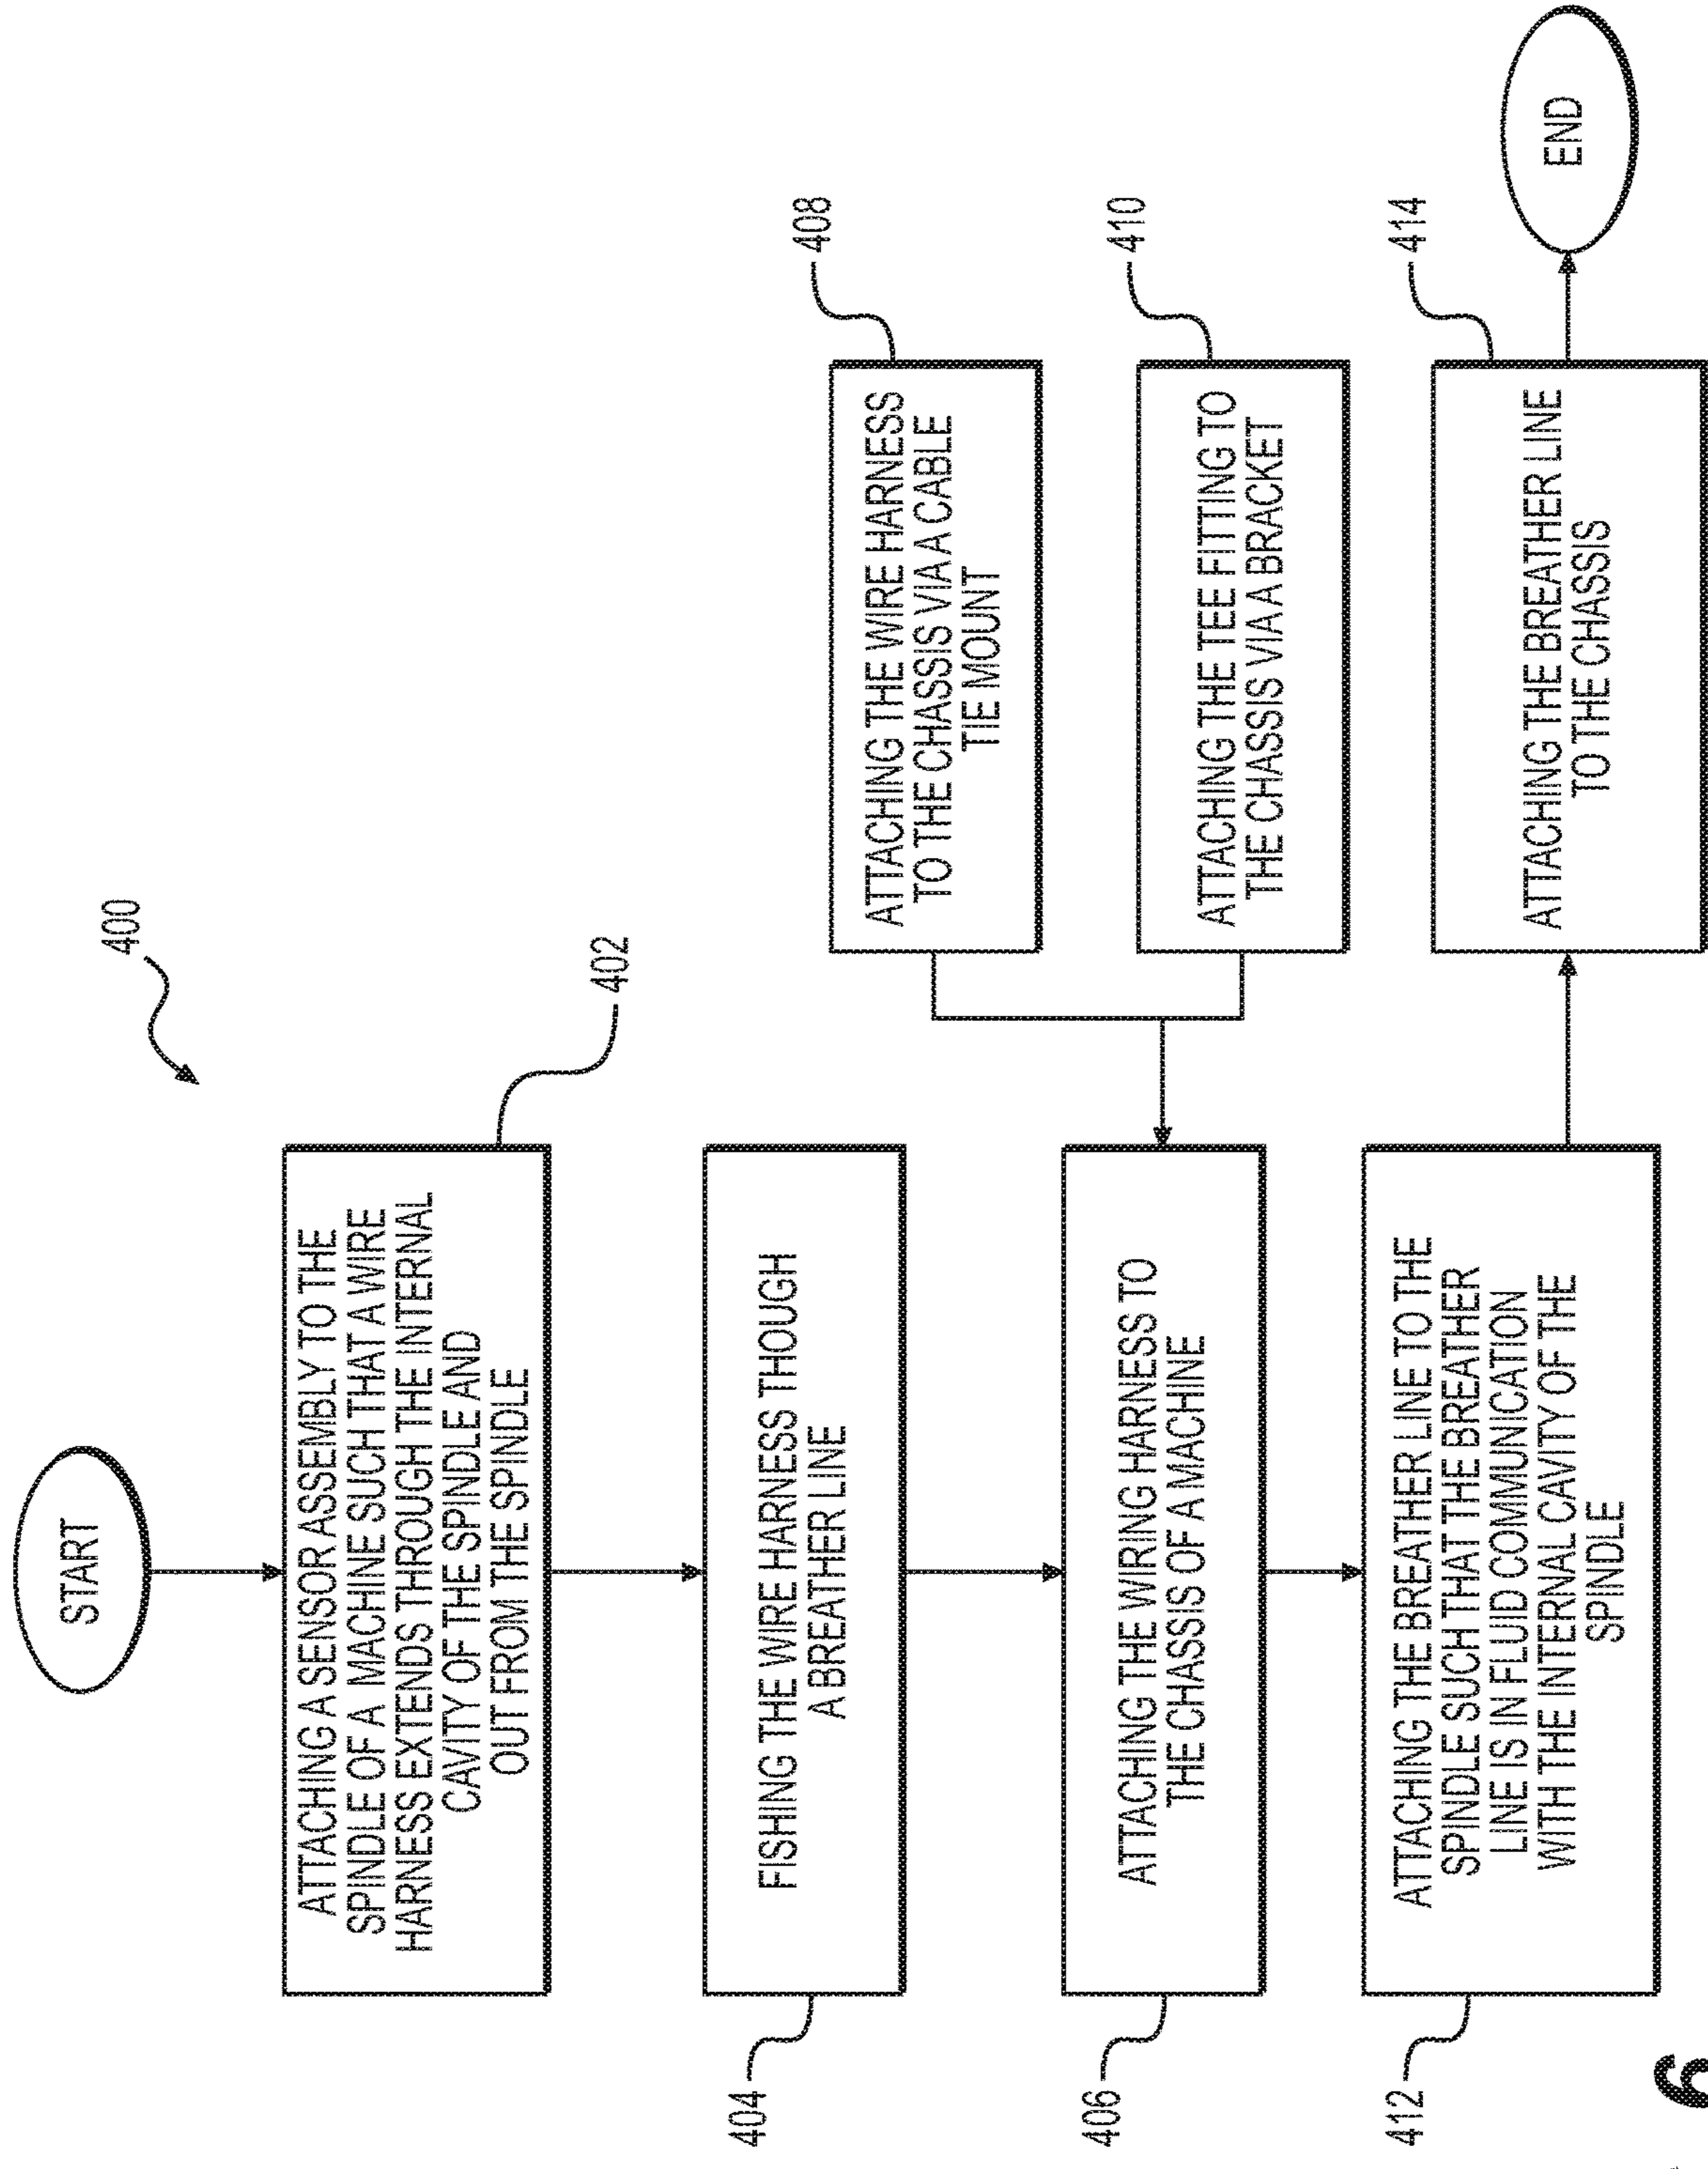 400
START
ATTACHING A SENSOR ASSEMBLY TO THE
SPINDLE OF A MACHINE SUCH THAT A WIRE
HARNESS EXTENDS THROUGH THE INTERNAL
CAVITY OF THE SPINDLE AND
OUT FROM THE SPINDLE
402
404
FISHING THE WIRE HARNESS THOUGH
A BREATHER LINE
406
ATTACHING THE WIRING HARNESS TO
THE CHASSIS OF A MACHINE
408
ATTACHING THE WIRE HARNESS
TO THE CHASSIS VIA A CABLE
TIE MOUNT
410
ATTACHING THE TEE FITTING TO
THE CHASSIS VIA A BRACKET
412
ATTACHING THE BREATHER LINE TO THE
SPINDLE SUCH THAT THE BREATHER
LINE IS IN FLUID COMMUNICATION
WITH THE INTERNAL CAVITY OF THE
SPINDLE
414
ATTACHING THE BREATHER LINE
TO THE CHASSIS
END